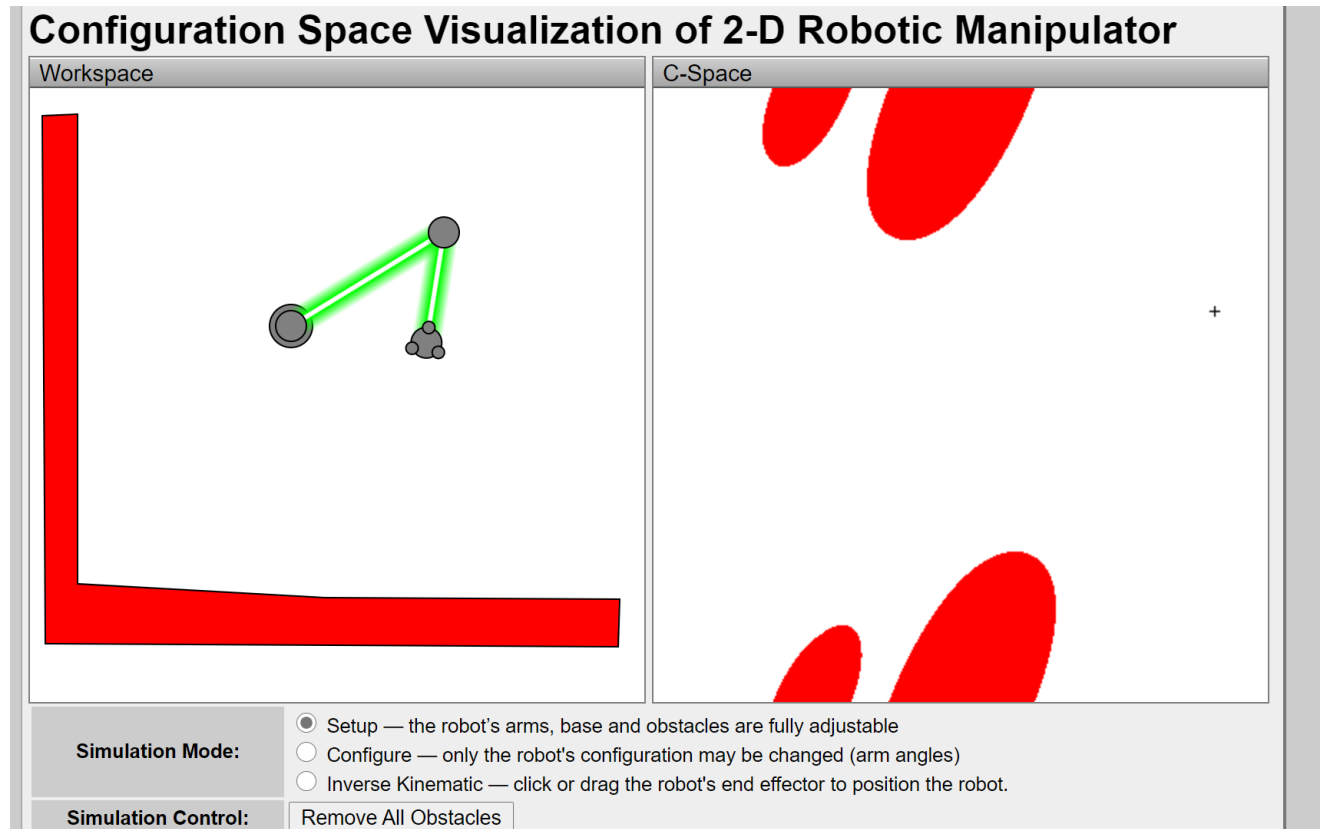 Configuration Space Visualization of 2-D Robotic Manipulator
Workspace
C-Space
Simulation Mode:
Setup — the robot’s arms, base and obstacles are fully adjustable
Configure — only the robot's configuration may be changed (arm angles)
Inverse Kinematic — click or drag the robot's end effector to position the robot.
Simulation Control:
Remove All Obstacles